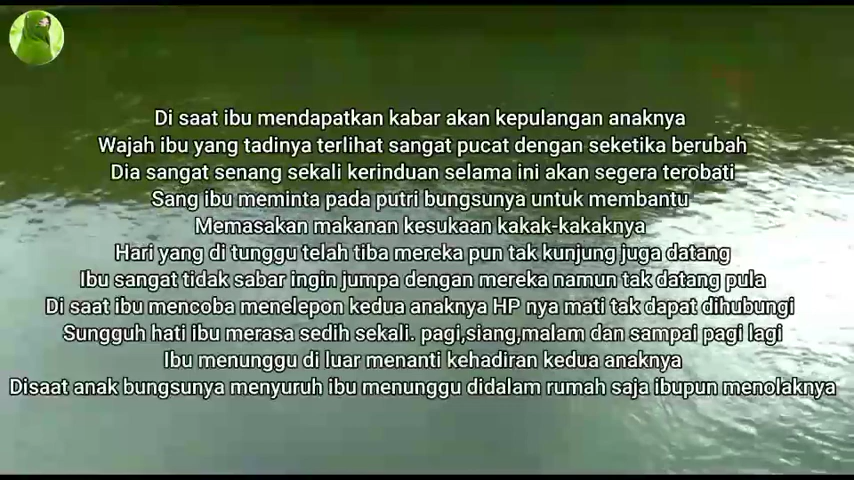 Di saat ibu mendapatkan kabar akan kepulangan anaknya
Wajah ibu yang tadinya terlihat sangat pucat dengan seketika berubah
Dia sangat senang sekali kerinduan selama ini akan segera terobati
Sang ibu meminta pada putri bungsunya untuk membantu
Memasakan makanan kesukaan kakak-kakaknya
Hari yang di tunggu telah tiba mereka pun tak kunjung juga datang
Ibu sangat tidak sabar ingin jumpa dengan mereka namun tak datang pula
Di saat ibu mencoba menelepon kedua anaknya HP nya mati tak dapat dihubungi
Sungguh hati ibu merasa sedih sekali. pagi,siang,malam dan sampai pagi lagi
Ibu menunggu di luar menanti kehadiran kedua anaknya
Disaat anak bungsunya menyuruh ibu menunggu didalam rumah saja ibupun menolaknya